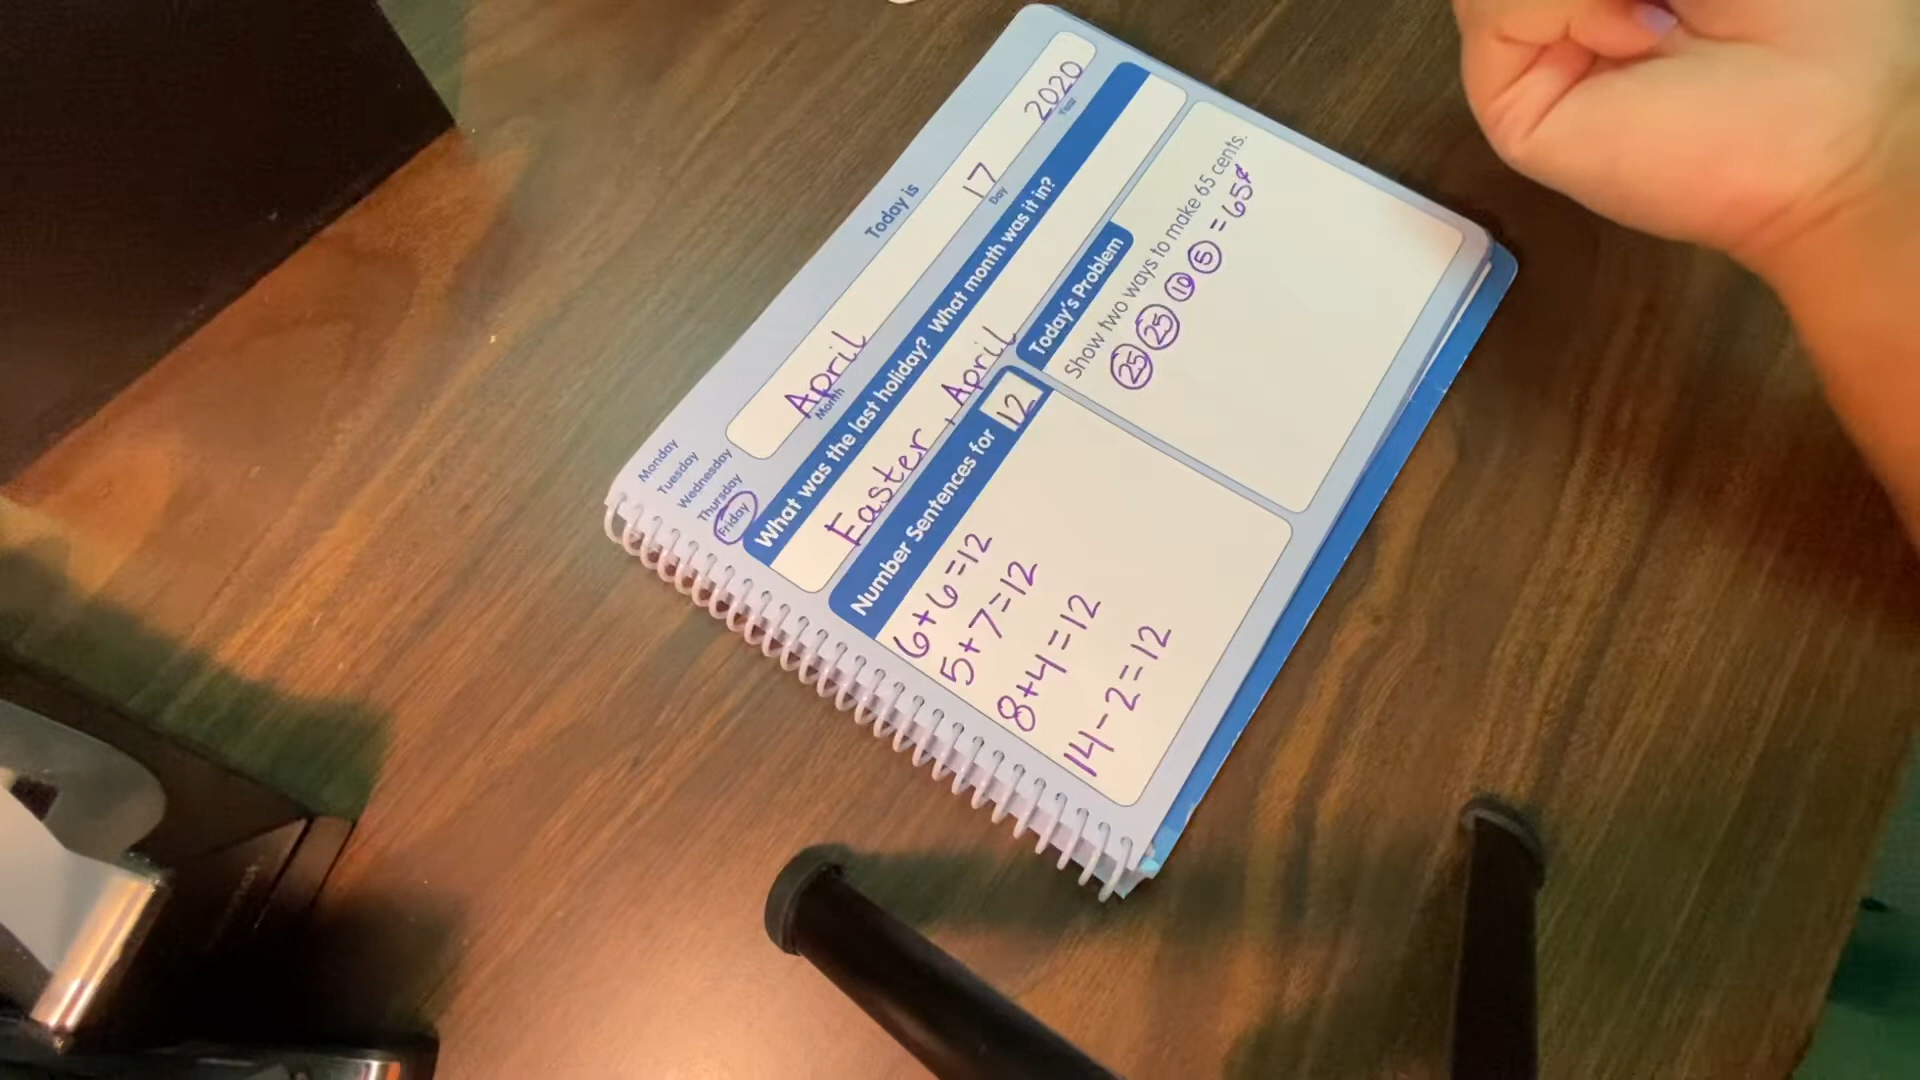 Today is
Monday
Tuesday
Wednesday
Thursday
Friday
April 17 2020
Month Day Year
What was the last holiday? What month was it in?
Easter, April
Number Sentences for 12
6+6=12
5+7=12
8+4=12
14-2=12
Today's Problem
Show two ways to make 65 cents.
25 25 10 5 = 65¢